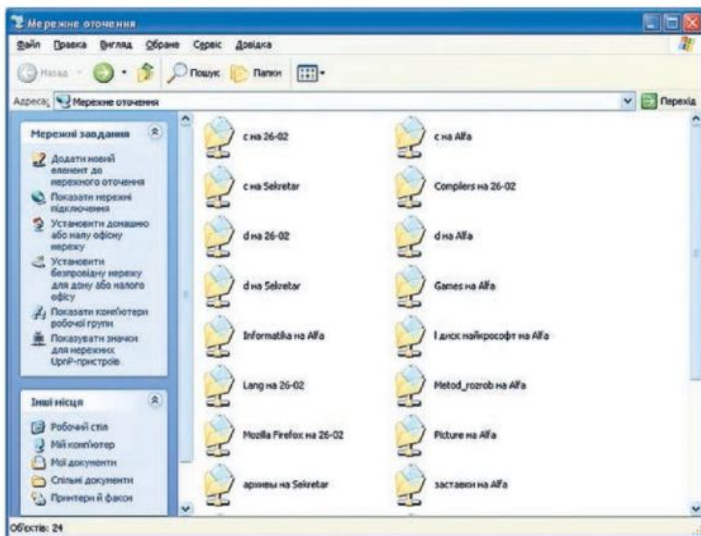 Мережне оточення
Файл Правка Вигляд Обране Сервіс Довідка
Назад Пошук Папки
Адреса: Мережне оточення Перехід
Мережні завдання
Додати новий
елемент до
мережного оточення
Показати мережні
підключення
Установити домашню
або малу офісну
мережу
Установити
безпровідну мережу
для дому або малого
офісу
Показати комп'ютери
робочої групи
Показувати значки
для мережних
UpnP-пристроїв
Інші місця
Робочий стіл
Мій комп'ютер
Мої документи
Спільні документи
Принтери й факси
с на 26-02
с на Alfa
с на Sekretar
Compilers на 26-02
d на 26-02
d на Alfa
d на Sekretar
Games на Alfa
Informatika на Alfa
І диск майкрософт на Alfa
Lang на 26-02
Metod_rozrob на Alfa
Mozilla Firefox на 26-02
Picture на Alfa
архивы на Sekretar
заставки на Alfa
Об'єктів: 24